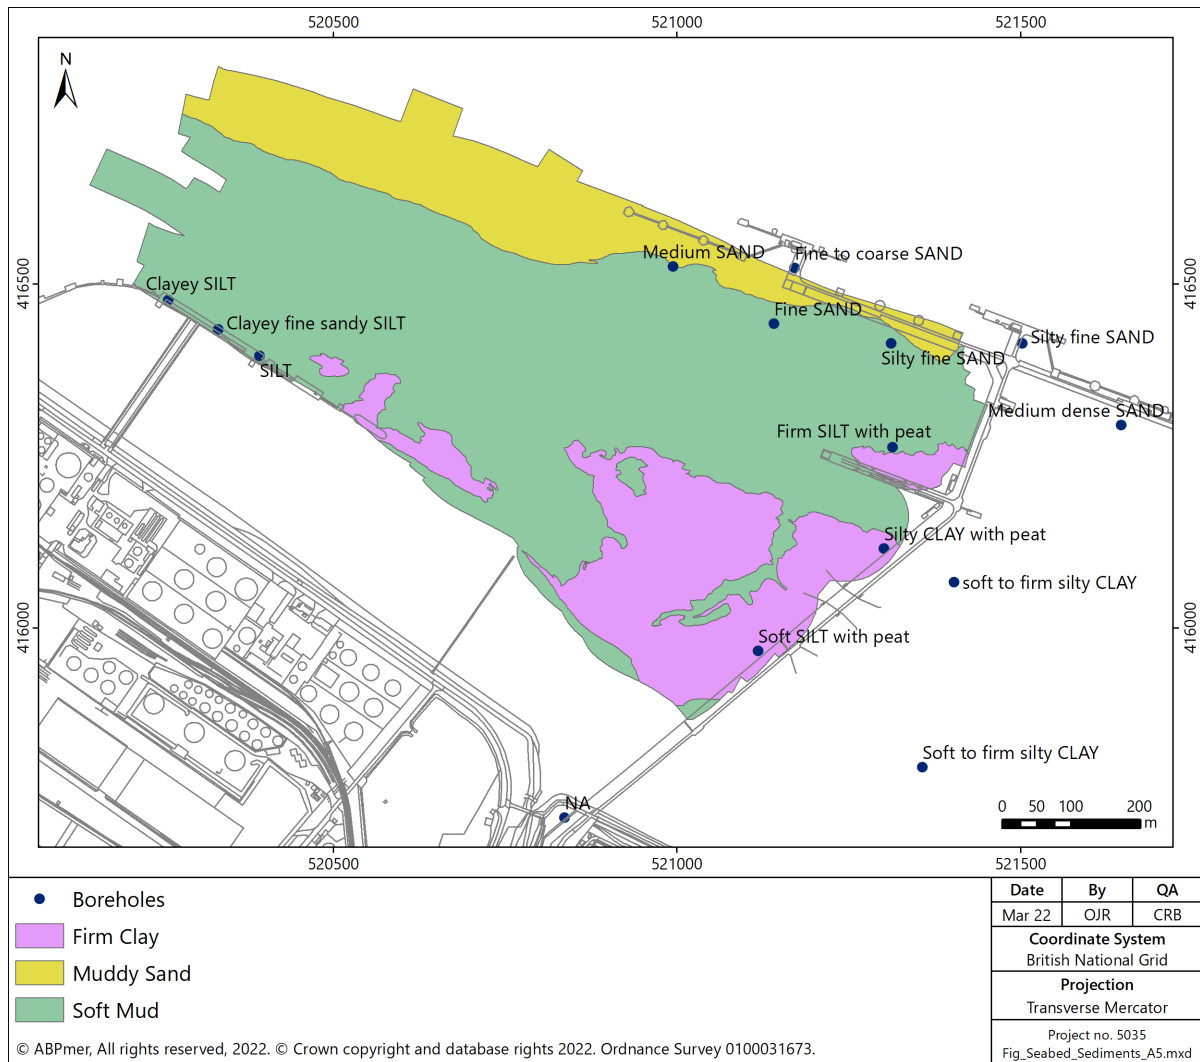 520500 521000 521500
N
416500
416500
416000
416000
Medium SAND
Fine to coarse SAND
Clayey SILT
Fine SAND
Clayey fine sandy SILT
Silty fine SAND
Silty fine SAND
SILT
Medium dense SAND
Firm SILT with peat
Silty CLAY with peat
soft to firm silty CLAY
Soft SILT with peat
Soft to firm silty CLAY
NA
0 50 100 200
m
520500 521000 521500
Boreholes
Firm Clay
Muddy Sand
Soft Mud
© ABPmer, All rights reserved, 2022. © Crown copyright and database rights 2022. Ordnance Survey 0100031673.
Date By QA
Mar 22 OJR CRB
Coordinate System
British National Grid
Projection
Transverse Mercator
Project no. 5035
Fig_Seabed_Sediments_A5.mxd